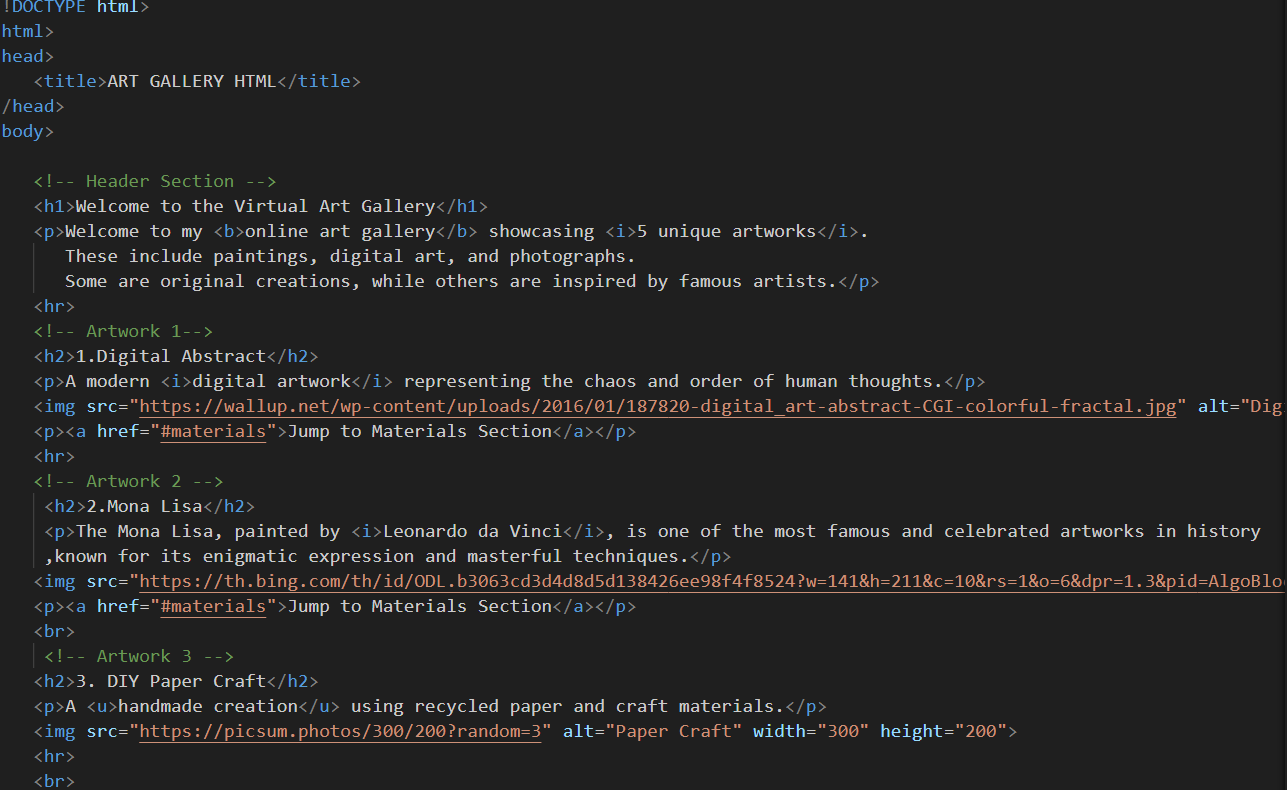 !DOCTYPE html>
html>
head>
<title>ART GALLERY HTML</title>
/head>
body>
<!-- Header Section -->
<h1>Welcome to the Virtual Art Gallery</h1>
<p>Welcome to my <b>online art gallery</b> showcasing <i>5 unique artworks</i>.
These include paintings, digital art, and photographs.
Some are original creations, while others are inspired by famous artists.</p>
<hr>
<!-- Artwork 1-->
<h2>1.Digital Abstract</h2>
<p>A modern <i>digital artwork</i> representing the chaos and order of human thoughts.</p>
<img src="https://wallup.net/wp-content/uploads/2016/01/187820-digital_art-abstract-CGI-colorful-fractal.jpg" alt="Dig
<p><a href="#materials">Jump to Materials Section</a></p>
<hr>
<!-- Artwork 2 -->
<h2>2.Mona Lisa</h2>
<p>The Mona Lisa, painted by <i>Leonardo da Vinci</i>, is one of the most famous and celebrated artworks in history
,known for its enigmatic expression and masterful techniques.</p>
<img src="https://th.bing.com/th/id/ODL.b3063cd3d4d8d5d138426ee98f4f8524?w=141&h=211&c=10&rs=1&o=6&dpr=1.3&pid=AlgoBlo
<p><a href="#materials">Jump to Materials Section</a></p>
<br>
<!-- Artwork 3 -->
<h2>3. DIY Paper Craft</h2>
<p>A <u>handmade creation</u> using recycled paper and craft materials.</p>
<img src="https://picsum.photos/300/200?random=3" alt="Paper Craft" width="300" height="200">
<hr>
<br>